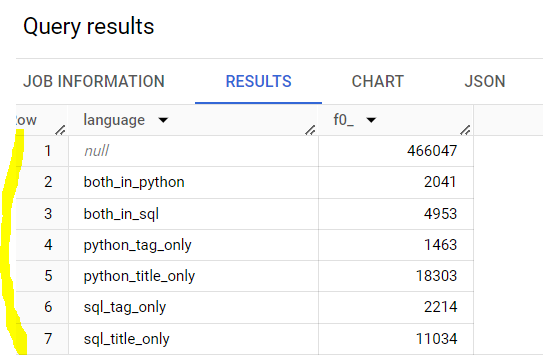 Query results
JOB INFORMATION RESULTS CHART JSON
ow language f0_
1 null 466047
2 both_in_python 2041
3 both_in_sql 4953
4 python_tag_only 1463
5 python_title_only 18303
6 sql_tag_only 2214
7 sql_title_only 11034